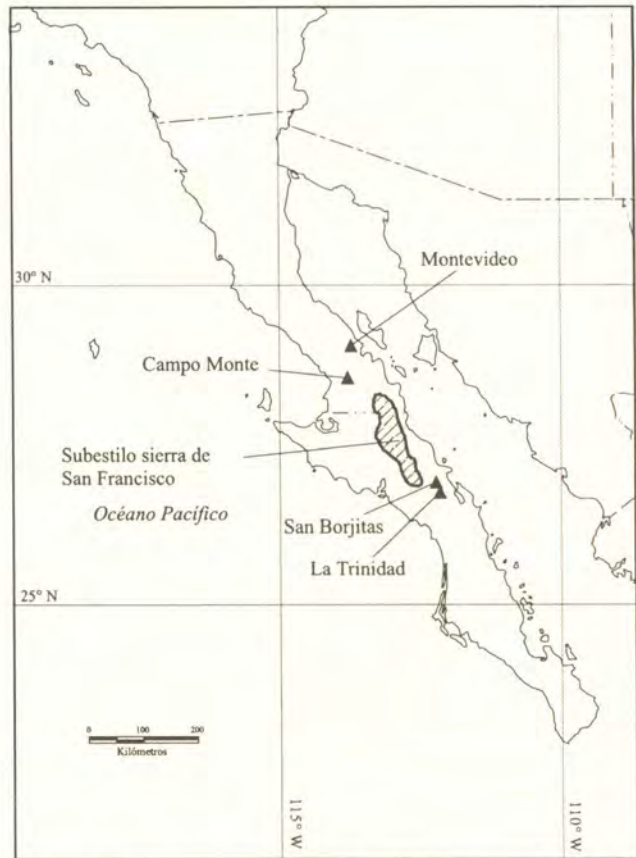 Montevideo
30° N
Campo Monte
Subestilo sierra de
San Francisco
Océano Pacífico
San Borjitas
La Trinidad
25° N
0 100 200
Kilómetros
115° W
110° W